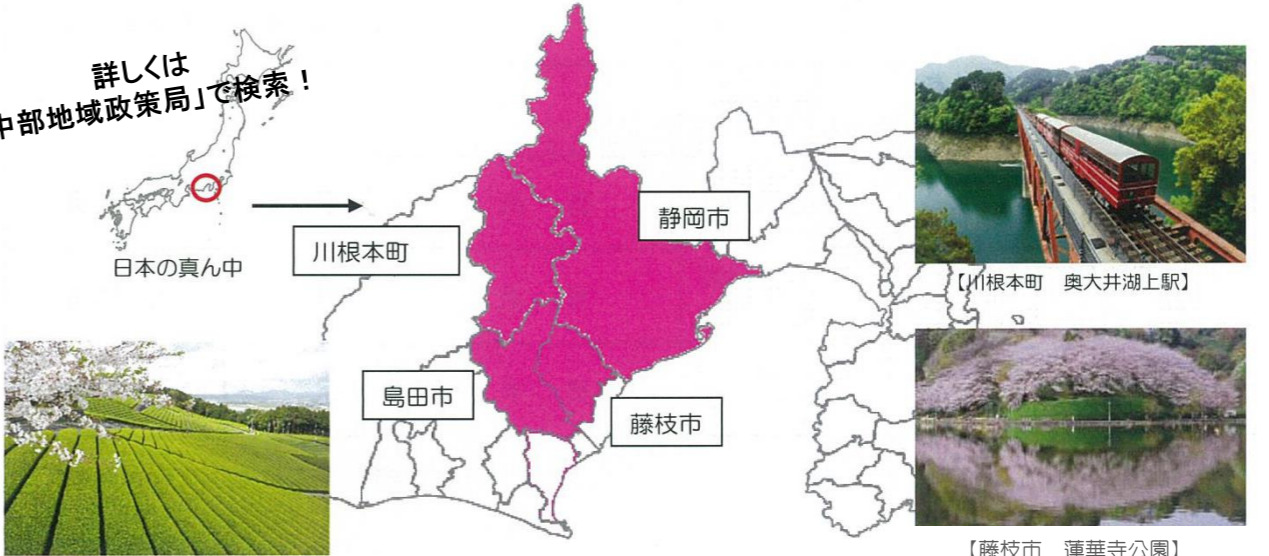 詳しくは
中部地域政策局」で検索！
日本の真ん中
川根本町
静岡市
島田市
藤枝市
【川根本町　奥大井湖上駅】
【藤枝市　蓮華寺公園】